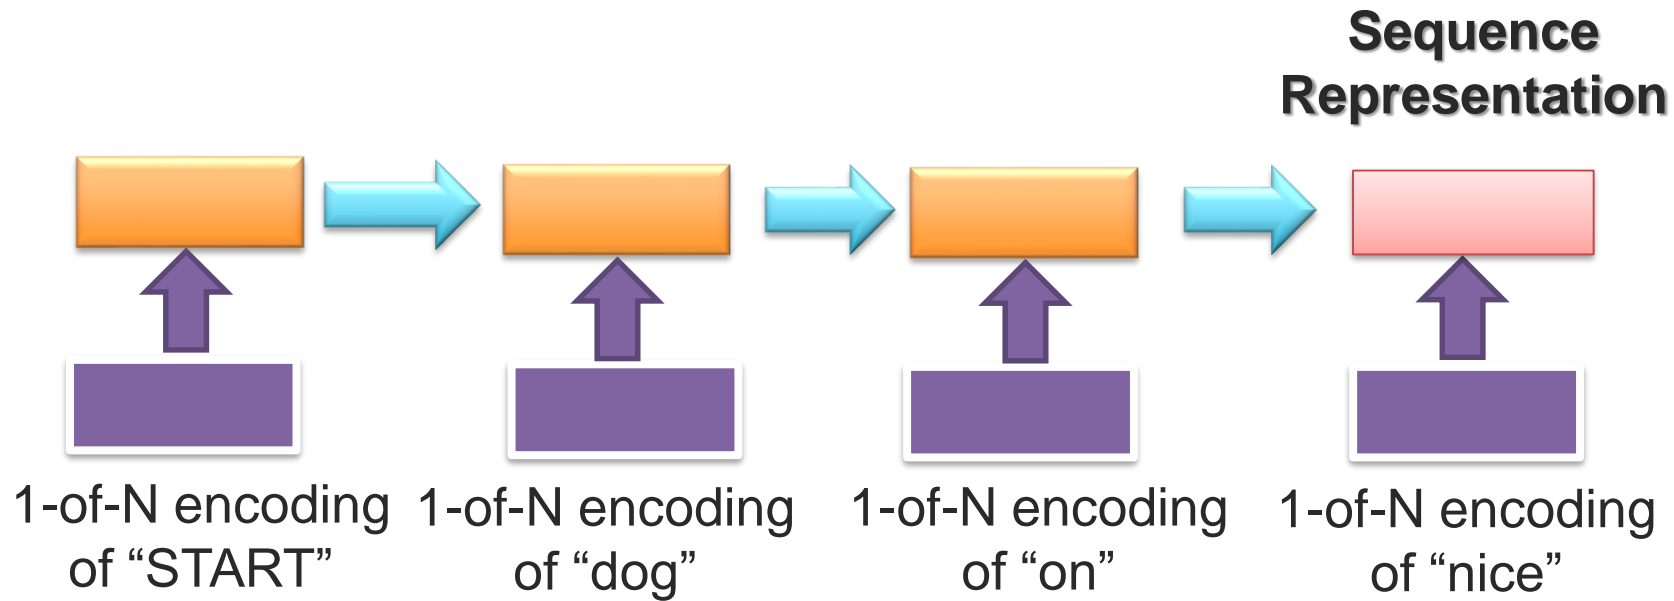 Sequence
Representation
1-of-N encoding
of “START”
1-of-N encoding
of “dog”
1-of-N encoding
of “on”
1-of-N encoding
of “nice”